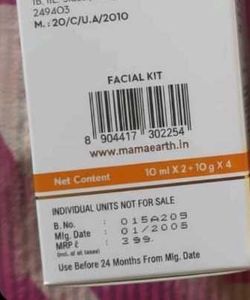 249403
M.: 20/C/U.A/2010
FACIAL KIT
8 904417 302254
www.mamaearth.in
Net Content 10 ml X 2 + 10 g X 4
INDIVIDUAL UNITS NOT FOR SALE
B. No. : 015A209
Mfg. Date : 01/2005
MRP ₹ : 399.
(incl. of all taxes)
Use Before 24 Months From Mfg. Date